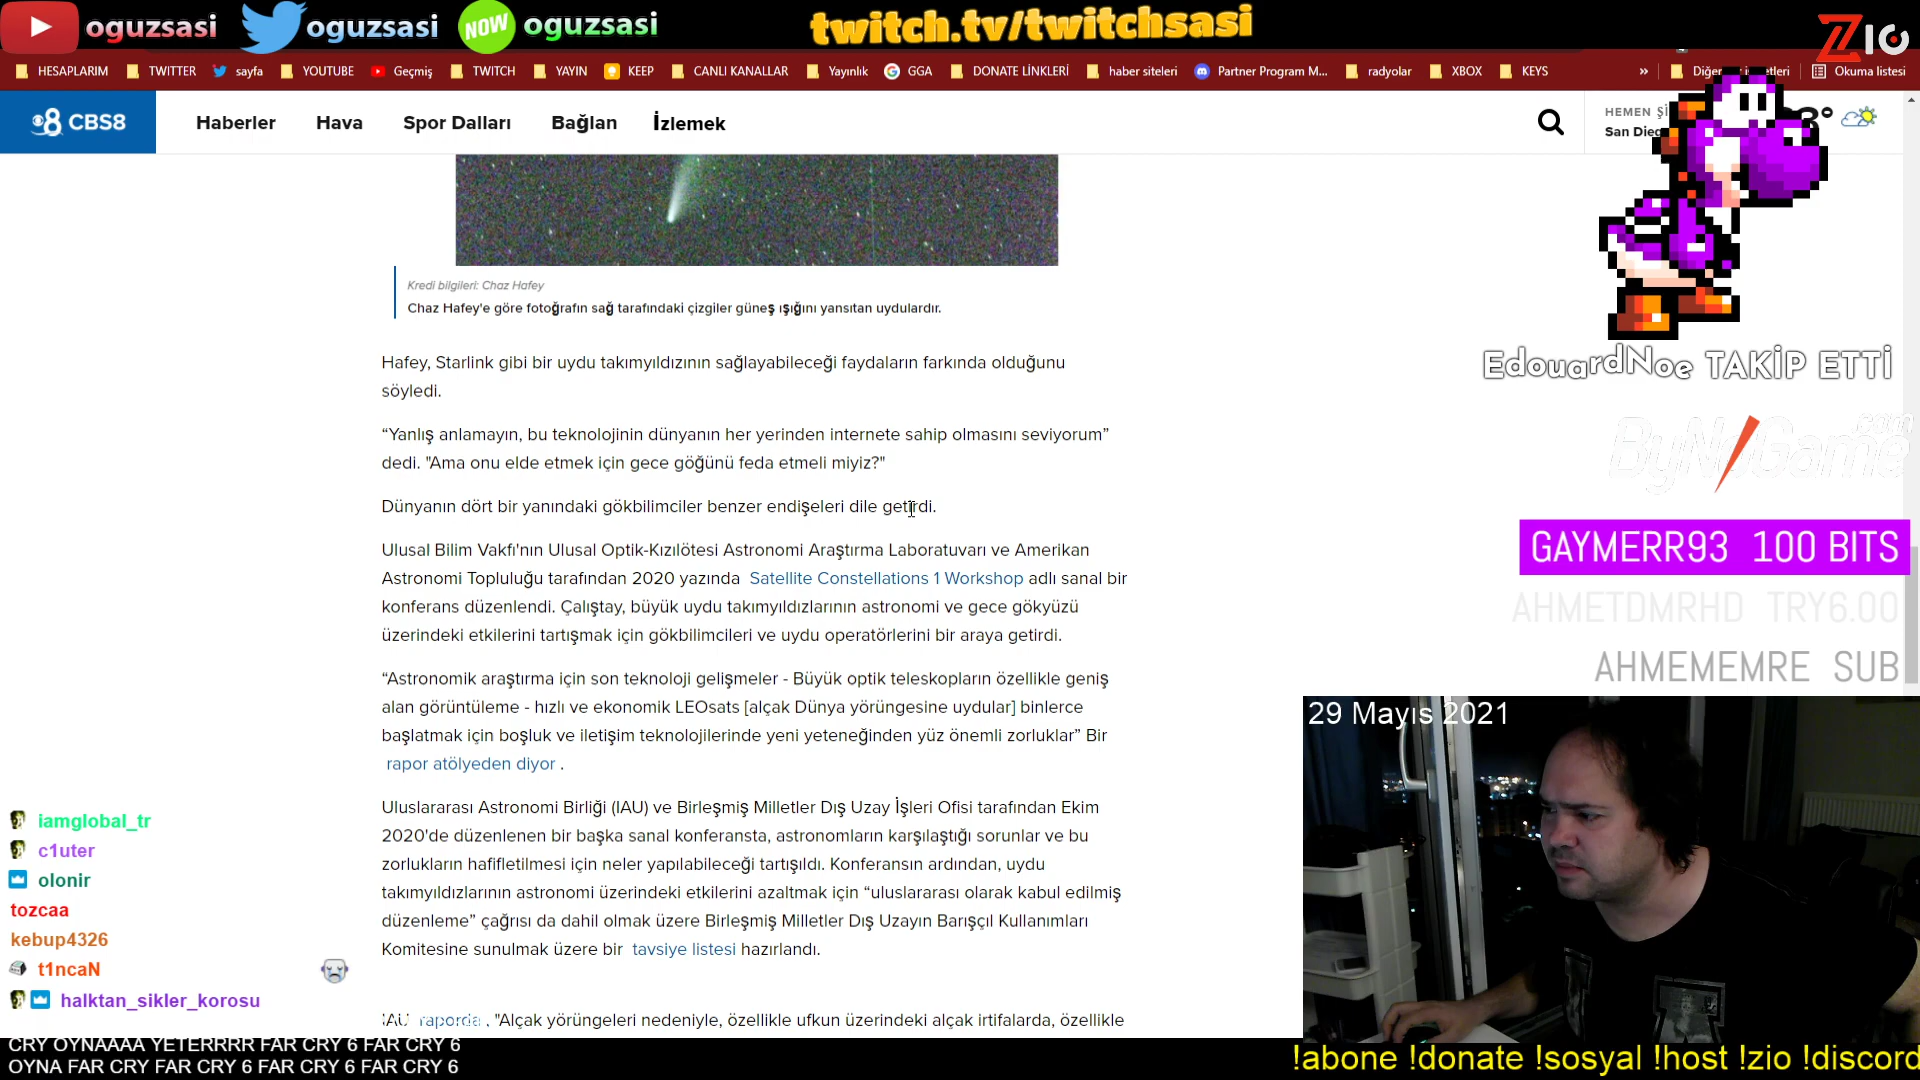 oguzsasi oguzsasi NOW oguzsasi twitch.tv/twitchsasi ZIO
HESAPLARIM TWITTER sayfa YOUTUBE Geçmiş TWITCH YAYIN KEEP CANLI KANALLAR Yayınlık GGA DONATE LİNKLERİ haber siteleri Partner Program M... radyolar XBOX KEYS » Okuma listesi
8 CBS8 Haberler Hava Spor Dalları Bağlan İzlemek
HEMEN
San Dieg
Kredi bilgileri: Chaz Hafey
Chaz Hafey'e göre fotoğrafın sağ tarafındaki çizgiler güneş ışığını yansıtan uydulardır.
Hafey, Starlink gibi bir uydu takımyıldızının sağlayabileceği faydaların farkında olduğunu
söyledi.
“Yanlış anlamayın, bu teknolojinin dünyanın her yerinden internete sahip olmasını seviyorum”
dedi. "Ama onu elde etmek için gece göğünü feda etmeli miyiz?"
Dünyanın dört bir yanındaki gökbilimciler benzer endişeleri dile getirdi.
Ulusal Bilim Vakfı'nın Ulusal Optik-Kızılötesi Astronomi Araştırma Laboratuvarı ve Amerikan
Astronomi Topluluğu tarafından 2020 yazında Satellite Constellations 1 Workshop adlı sanal bir
konferans düzenlendi. Çalıştay, büyük uydu takımyıldızlarının astronomi ve gece gökyüzü
üzerindeki etkilerini tartışmak için gökbilimcileri ve uydu operatörlerini bir araya getirdi.
“Astronomik araştırma için son teknoloji gelişmeler - Büyük optik teleskopların özellikle geniş
alan görüntüleme - hızlı ve ekonomik LEOsats [alçak Dünya yörüngesine uydular] binlerce
başlatmak için boşluk ve iletişim teknolojilerinde yeni yeteneğinden yüz önemli zorluklar” Bir
rapor atölyeden diyor .
Uluslararası Astronomi Birliği (IAU) ve Birleşmiş Milletler Dış Uzay İşleri Ofisi tarafından Ekim
2020'de düzenlenen bir başka sanal konferansta, astronomların karşılaştığı sorunlar ve bu
zorlukların hafifletilmesi için neler yapılabileceği tartışıldı. Konferansın ardından, uydu
takımyıldızlarının astronomi üzerindeki etkilerini azaltmak için “uluslararası olarak kabul edilmiş
düzenleme” çağrısı da dahil olmak üzere Birleşmiş Milletler Dış Uzayın Barışçıl Kullanımları
Komitesine sunulmak üzere bir tavsiye listesi hazırlandı.
IAU raporda , "Alçak yörüngeleri nedeniyle, özellikle ufkun üzerindeki alçak irtifalarda, özellikle
EdouardNoe TAKİP ETTİ
ByNoGame.com
GAYMERR93 100 BITS
AHMETDMRHD TRY6.00
AHMEMEMRE SUB
29 Mayıs 2021
iamglobal_tr
c1uter
olonir
tozcaa
kebup4326
t1ncaN
halktan_sikler_korosu
CRY OYNAAAA YETERRRR FAR CRY 6 FAR CRY 6
OYNA FAR CRY FAR CRY 6 FAR CRY 6 FAR CRY 6
!abone !donate !sosyal !host !zio !discord